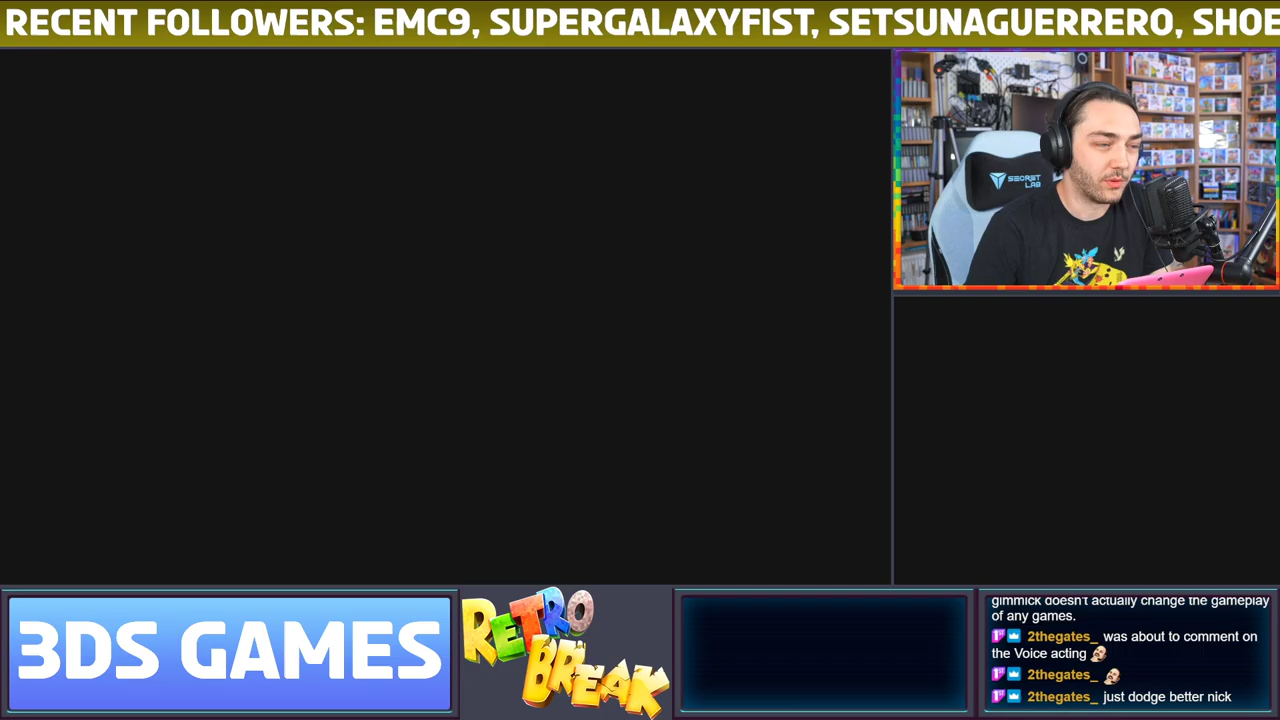 RECENT FOLLOWERS: EMC9, SUPERGALAXYFIST, SETSUNAGUERRERO, SHOE
SECRET
LAB
3DS GAMES
RETRO
BREAK
gimmick doesn't actually change the gameplay
of any games.
2thegates_ was about to comment on
the Voice acting
2thegates_
2thegates_ just dodge better nick